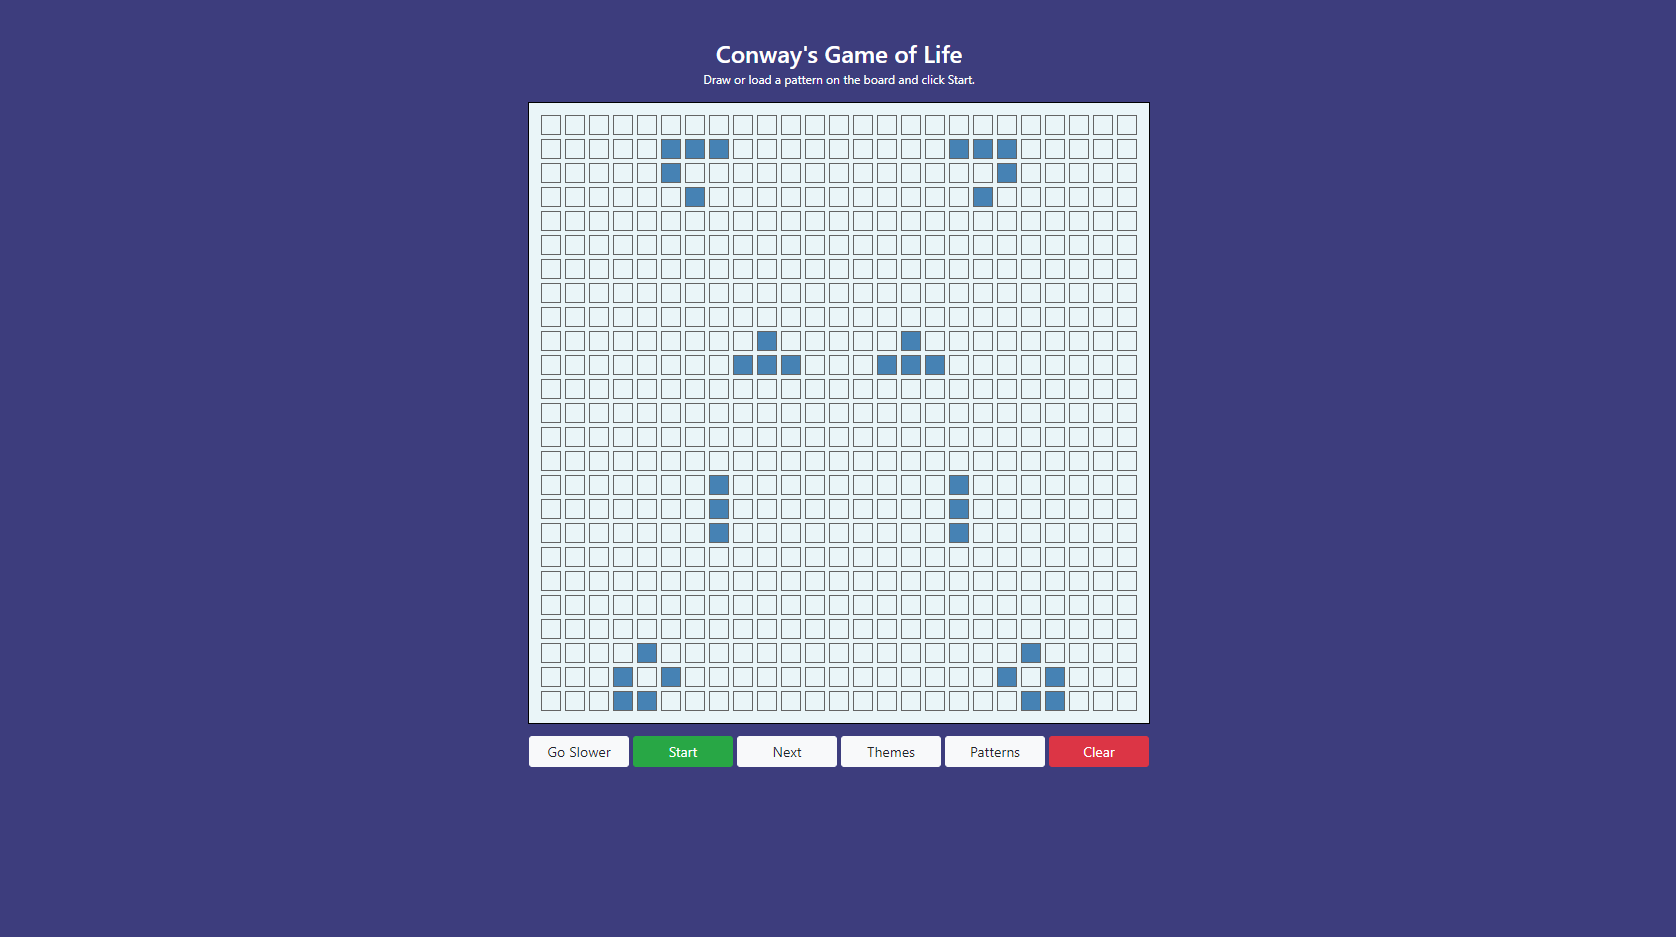 Conway's Game of Life
Draw or load a pattern on the board and click Start.
Go Slower Start Next Themes Patterns Clear